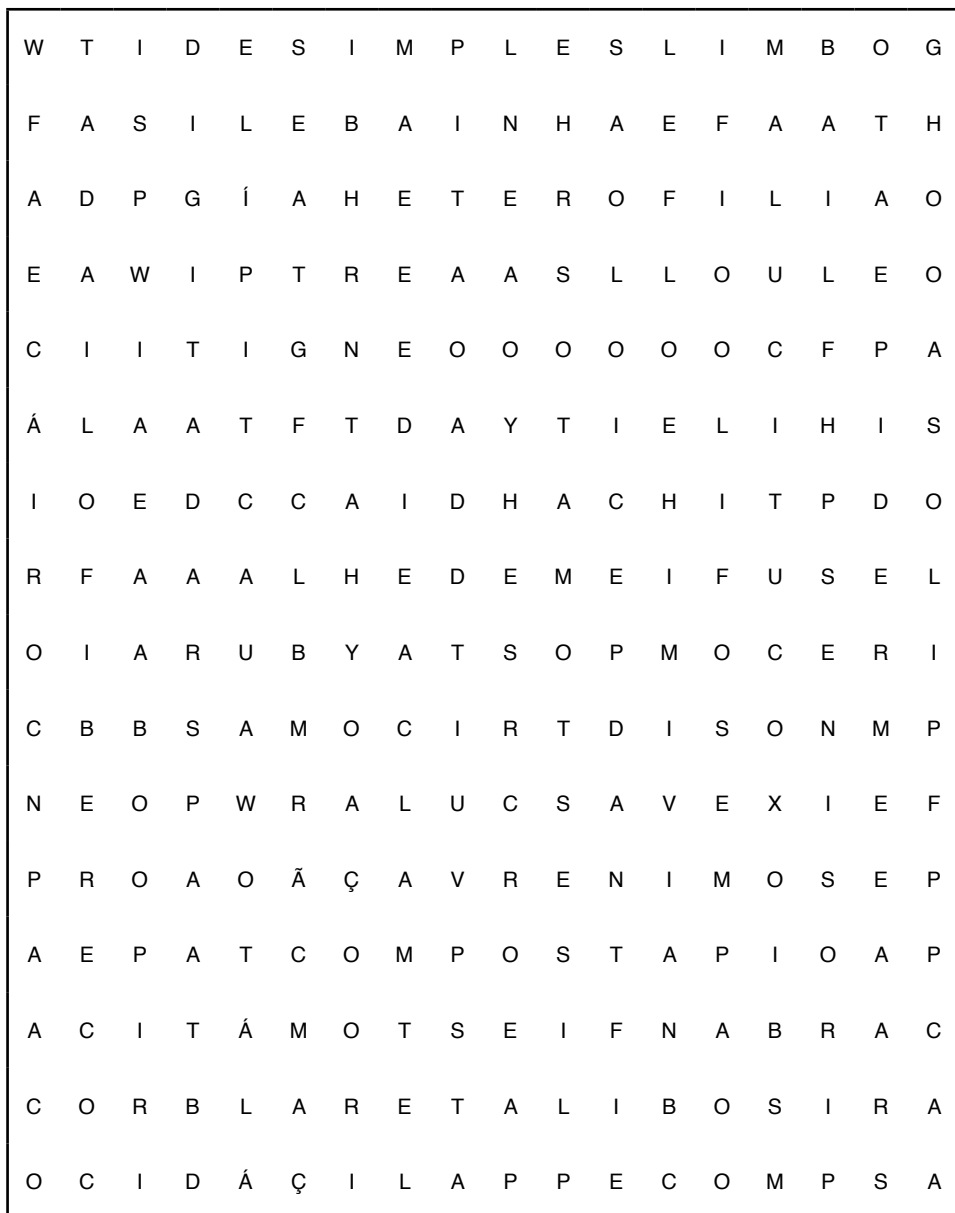 W T I D E S I M P L E S L I M B O G
F A S I L E B A I N H A E F A A T H
A D P G Í A H E T E R O F I L I A O
E A W I P T R E A A S L L O U L E O
C I I T I G N E O O O O O O C F P A
Á L A A T F T D A Y T I E L I H I S
I O E D C C A I D H A C H I T P D O
R F A A A L H E D E M E I F U S E L
O I A R U B Y A T S O P M O C E R I
C B B S A M O C I R T D I S O N M P
N E O P W R A L U C S A V E X I E F
P R O A O Ã Ç A V R E N I M O S E P
A E P A T C O M P O S T A P I O A P
A C I T Á M O T S E I F N A B R A C
C O R B L A R E T A L I B O S I R A
O C I D Á Ç I L A P P E C O M P S A